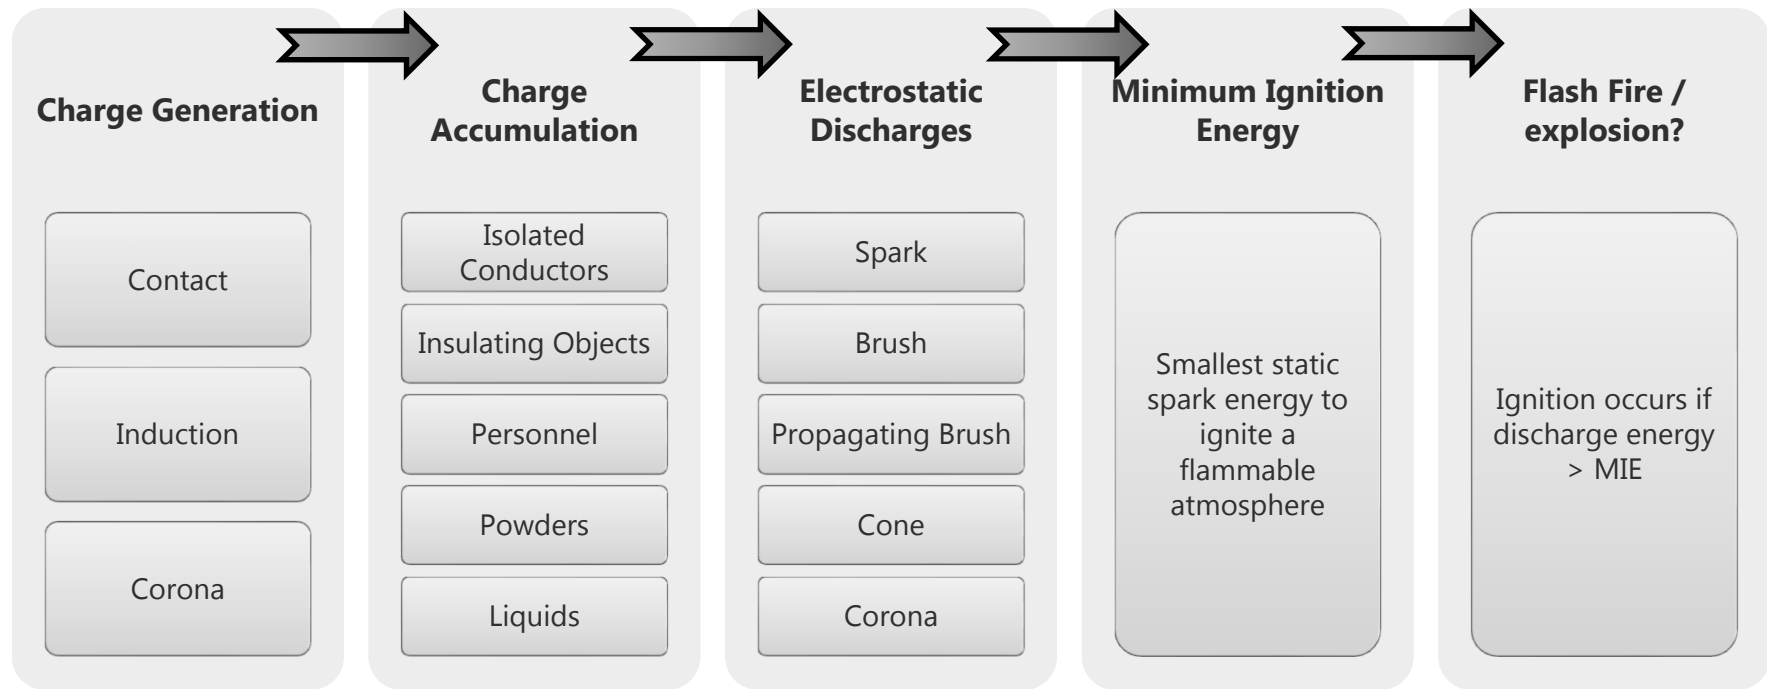 Charge Generation
Contact
Induction
Corona
Charge
Accumulation
Isolated
Conductors
Insulating Objects
Personnel
Powders
Liquids
Electrostatic
Discharges
Spark
Brush
Propagating Brush
Cone
Corona
Minimum Ignition
Energy
Smallest static
spark energy to
ignite a
flammable
atmosphere
Flash Fire /
explosion?
Ignition occurs if
discharge energy
> MIE